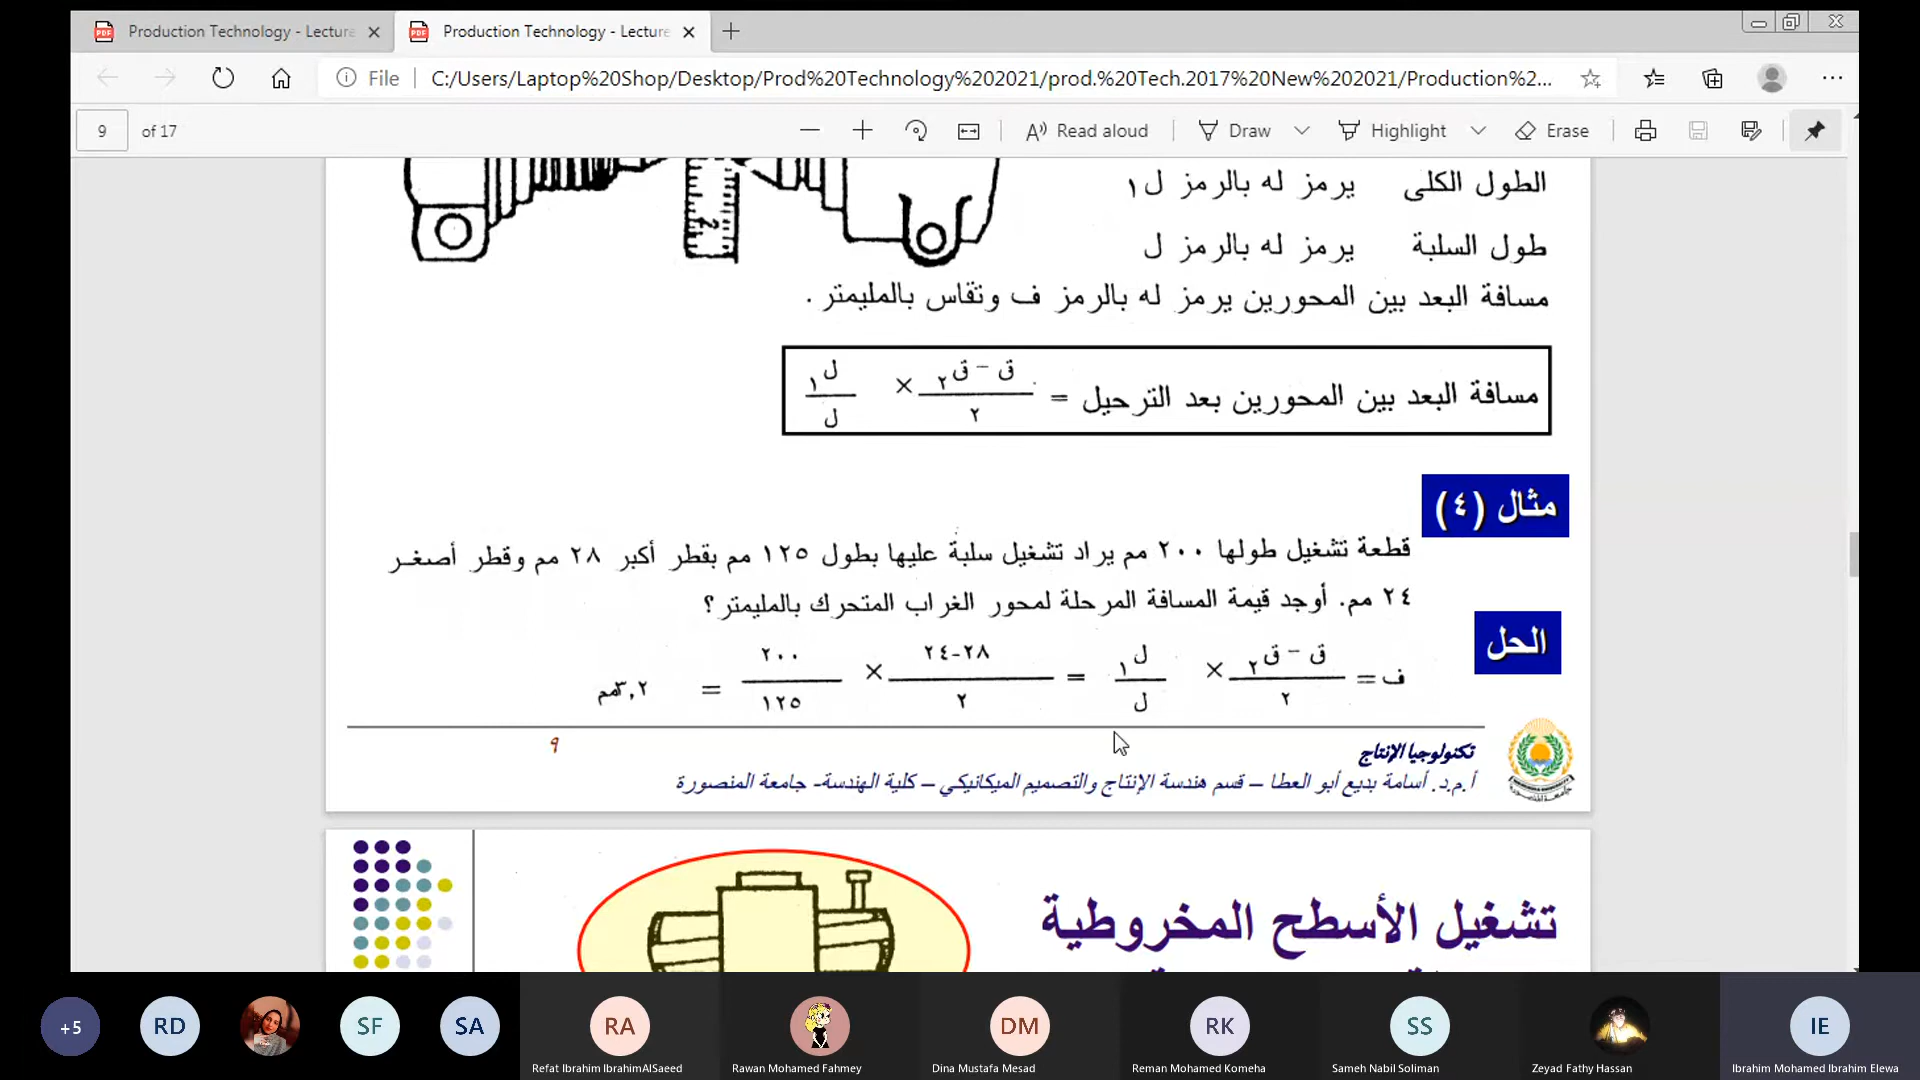 Production Technology - Lecture
Production Technology - Lecture
File
C:/Users/Laptop%20Shop/Desktop/Prod%20Technology%202021/prod.%20Tech.2017%20New%202021/Production%2...
9 of 17
Read aloud
Draw
Highlight
Erase
الطول الكلى يرمز له بالرمز ل١
طول السلبة يرمز له بالرمز ل
مسافة البعد بين المحورين يرمز له بالرمز ف وتقاس بالمليمتر .
مسافة البعد بين المحورين بعد الترحيل = ق - ق٢ / ٢ × ل١ / ل
مثال (٤)
قطعة تشغيل طولها ٢٠٠ مم يراد تشغيل سلبة عليها بطول ١٢٥ مم بقطر أكبر ٢٨ مم وقطر أصغر
٢٤ مم. أوجد قيمة المسافة المرحلة لمحور الغراب المتحرك بالمليمتر؟
الحل
ف = ق - ق٢ / ٢ × ل١ / ل = ٢٨-٢٤ / ٢ × ٢٠٠ / ١٢٥ = ٣,٢مم
تكنولوجيا الإنتاج
أ.م.د. أسامة بديع أبو العطا – قسم هندسة الإنتاج والتصميم الميكانيكي – كلية الهندسة- جامعة المنصورة
٩
تشغيل الأسطح المخروطية
+5
RD
SF
SA
RA
DM
RK
SS
IE
Refat Ibrahim IbrahimAlSaeed
Rawan Mohamed Fahmey
Dina Mustafa Mesad
Reman Mohamed Komeha
Sameh Nabil Soliman
Zeyad Fathy Hassan
Ibrahim Mohamed Ibrahim Elewa